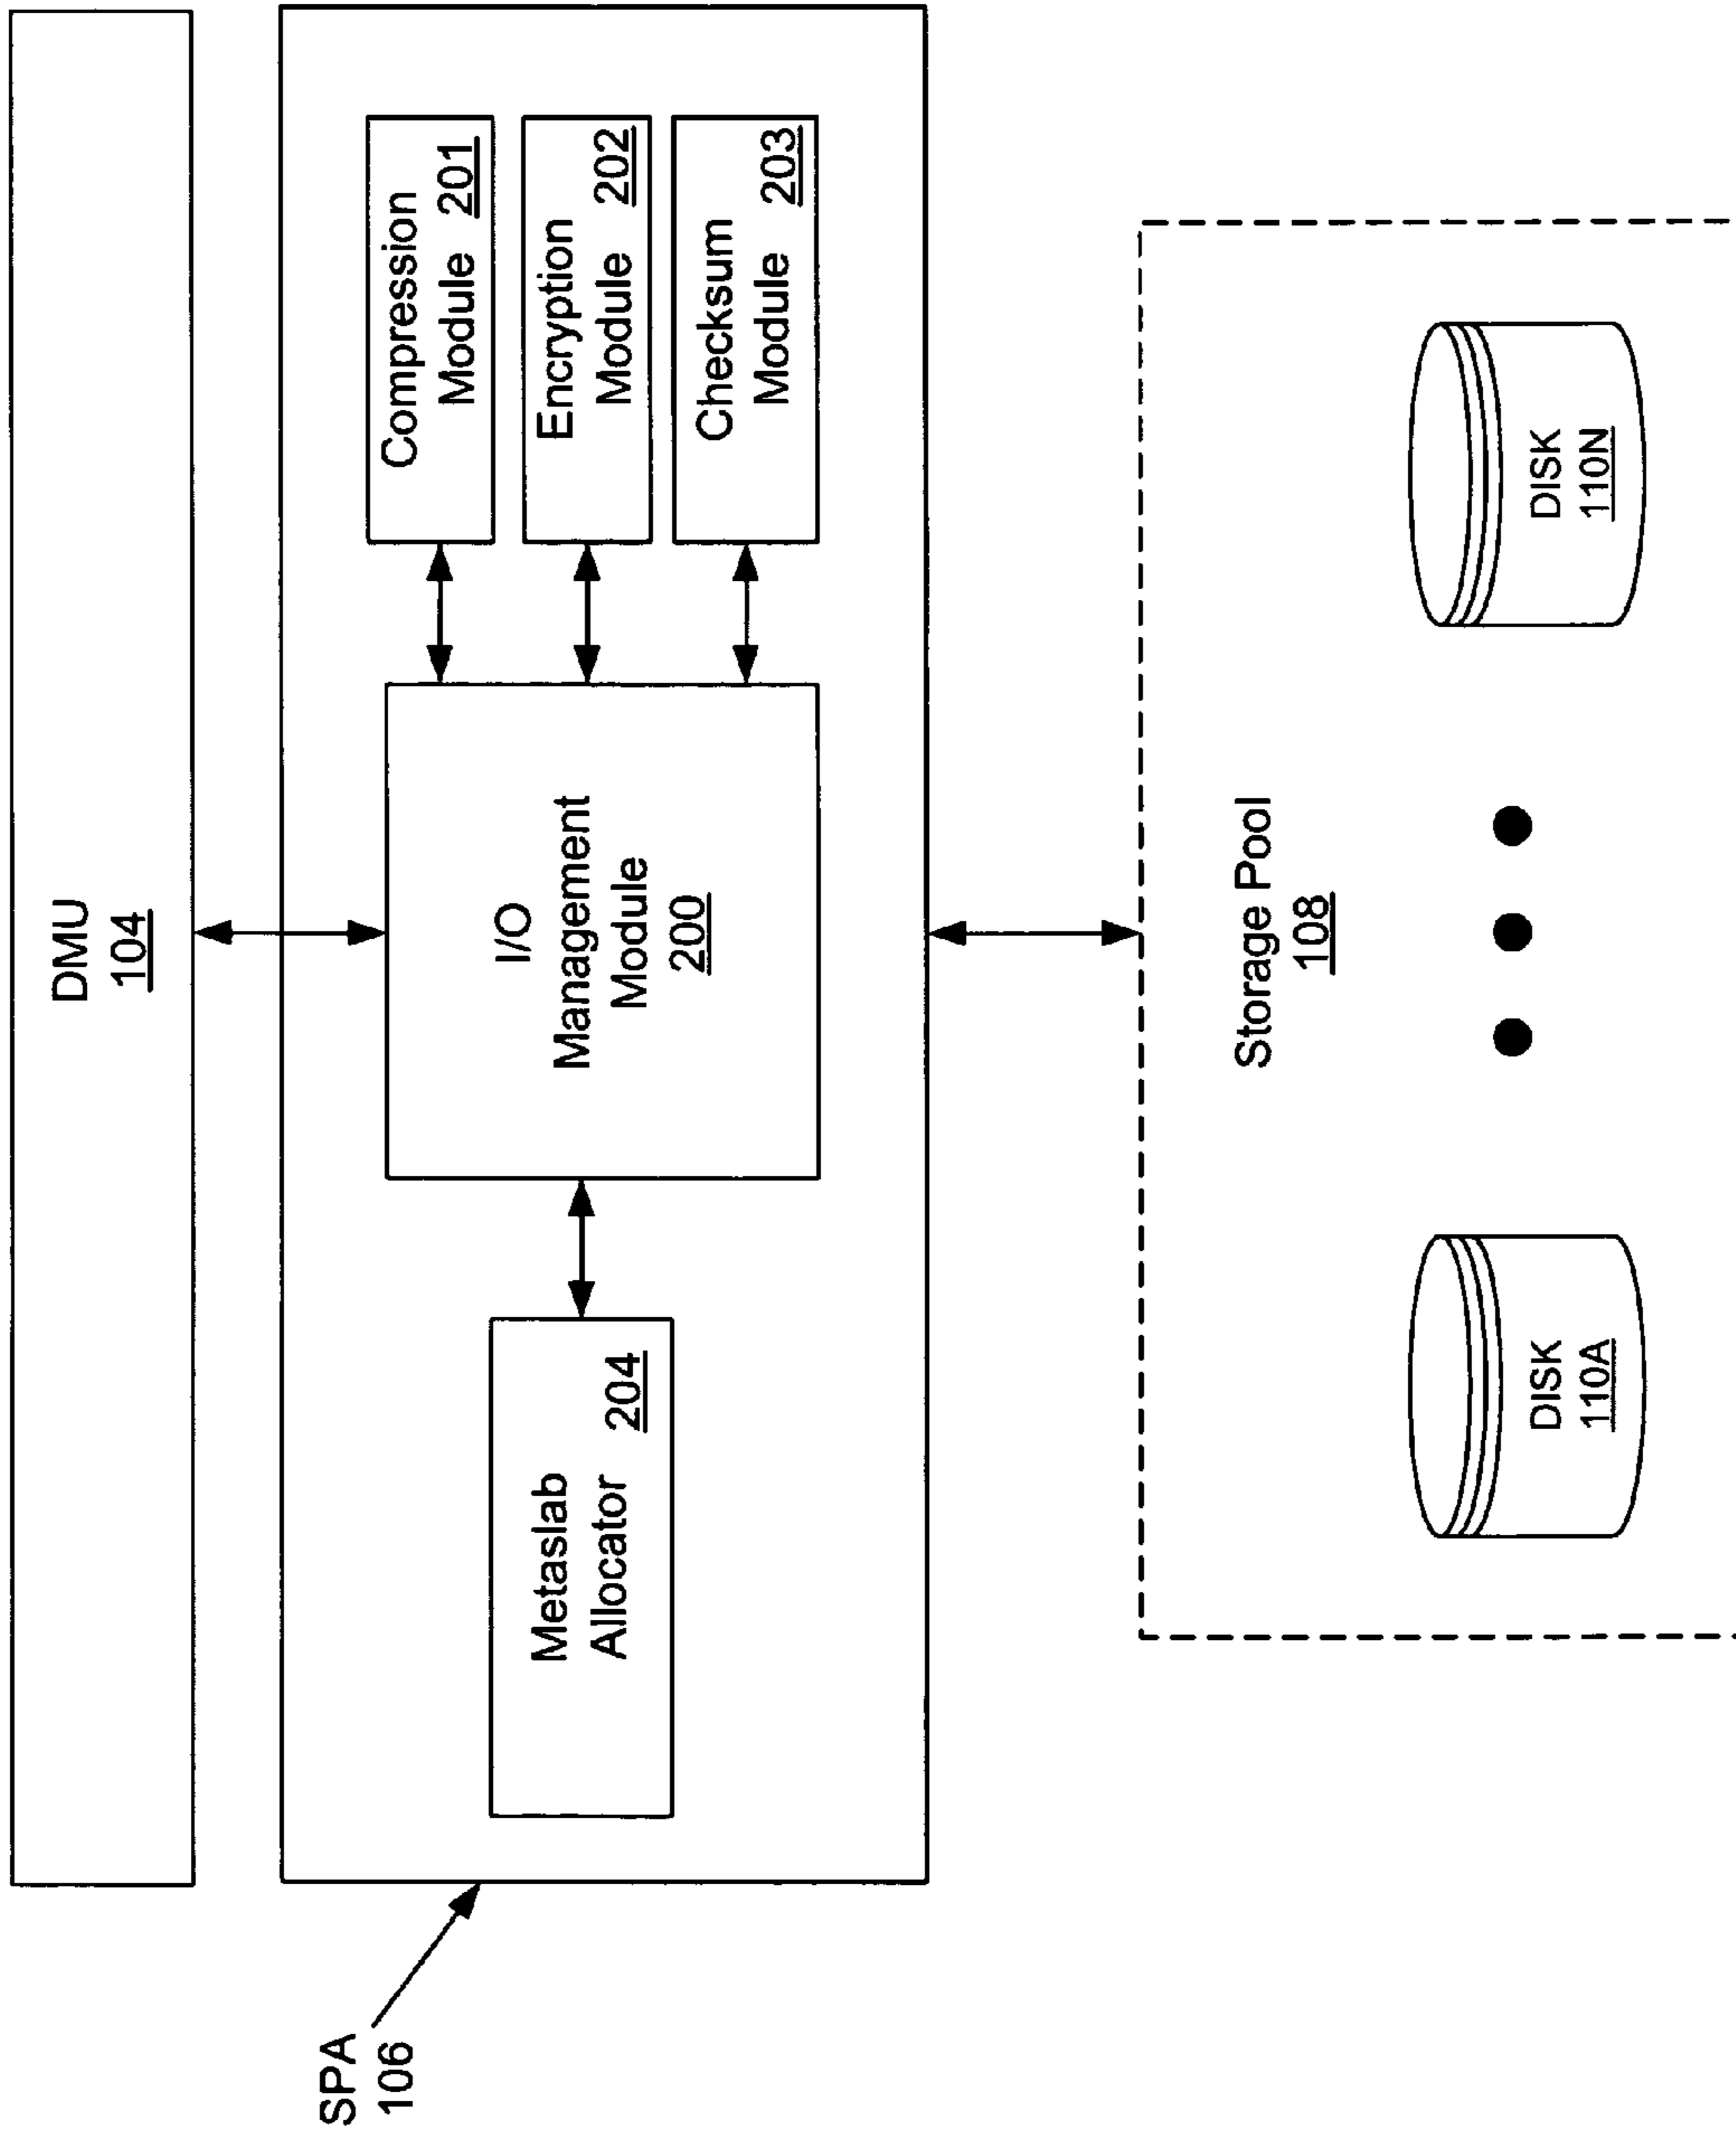 DMU
104
SPA
106
Metaslab
Allocator 204
I/O
Management
Module
200
Compression
Module 201
Encryption
Module 202
Checksum
Module 203
Storage Pool
108
DISK
110A
DISK
110N